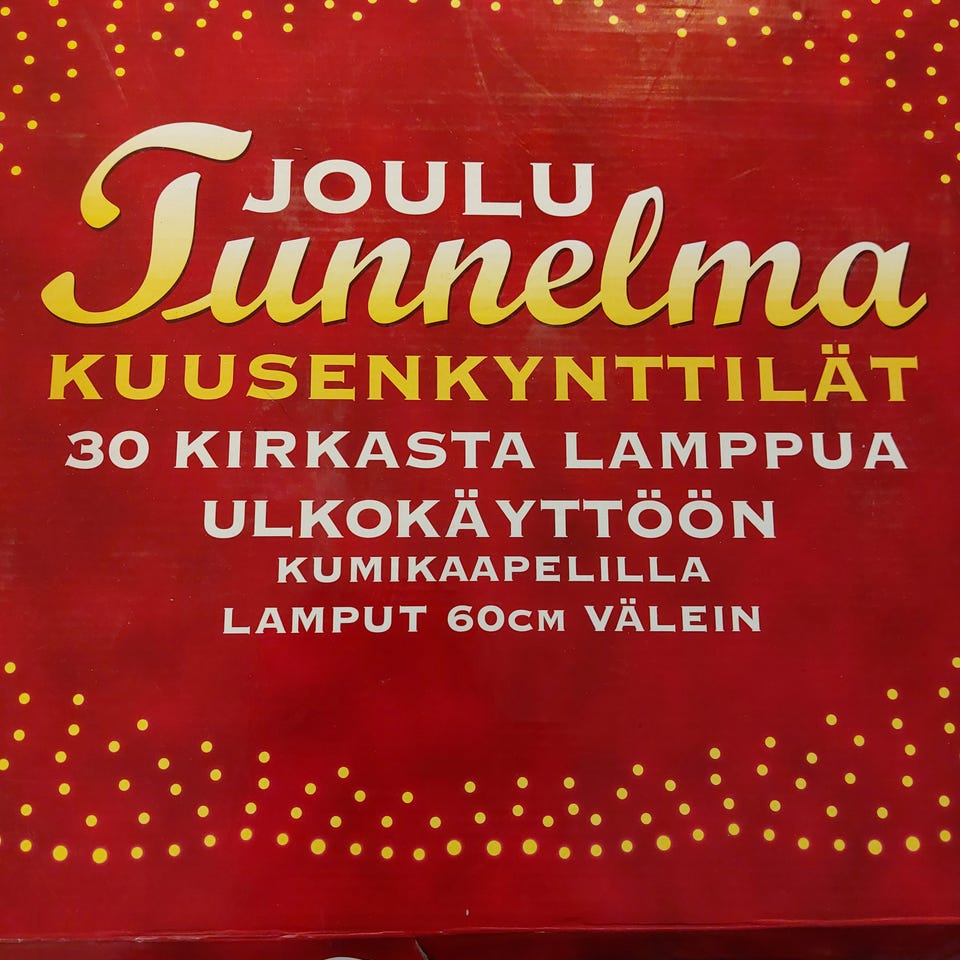 JOULU
Tunnelma
KUUSENKYNTTILÄT
30 KIRKASTA LAMPPUA
ULKOKÄYTTÖÖN
KUMIKAAPELILLA
LAMPUT 60CM VÄLEIN